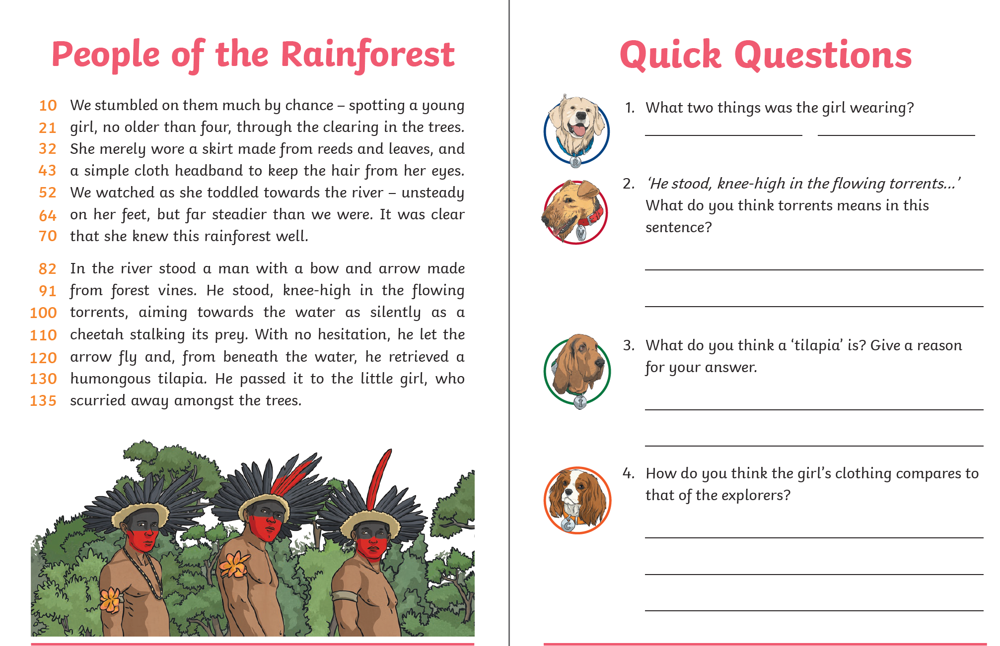 People of the Rainforest
10 We stumbled on them much by chance – spotting a young
21 girl, no older than four, through the clearing in the trees.
32 She merely wore a skirt made from reeds and leaves, and
43 a simple cloth headband to keep the hair from her eyes.
52 We watched as she toddled towards the river – unsteady
64 on her feet, but far steadier than we were. It was clear
70 that she knew this rainforest well.
82 In the river stood a man with a bow and arrow made
91 from forest vines. He stood, knee-high in the flowing
100 torrents, aiming towards the water as silently as a
110 cheetah stalking its prey. With no hesitation, he let the
120 arrow fly and, from beneath the water, he retrieved a
130 humongous tilapia. He passed it to the little girl, who
135 scurried away amongst the trees.
Quick Questions
R
1. What two things was the girl wearing?
V
2. ‘He stood, knee-high in the flowing torrents...’
What do you think torrents means in this
sentence?
I
3. What do you think a ‘tilapia’ is? Give a reason
for your answer.
C
4. How do you think the girl’s clothing compares to
that of the explorers?